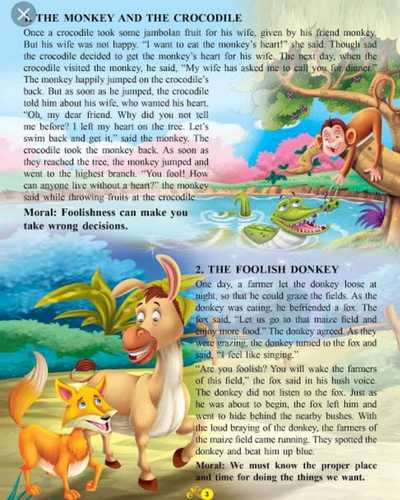 THE MONKEY AND THE CROCODILE
Once a crocodile took some jambolan fruit for his wife, given by his friend monkey.
But his wife was not happy. "I want to eat the monkey's heart!" she said. Though sad
the crocodile decided to get the monkey's heart for his wife. The next day, when the
crocodile visited the monkey, he said, "My wife has asked me to call you for dinner."
The monkey happily jumped on the crocodile's
back. But as soon as he jumped, the crocodile
told him about his wife, who wanted his heart.
"Oh, my dear friend. Why did you not tell
me before? I left my heart on the tree. Let's
swim back and get it," said the monkey. The
crocodile took the monkey back. As soon as
they reached the tree, the monkey jumped and
went to the highest branch. "You fool! How
can anyone live without a heart?" the monkey
said while throwing fruits at the crocodile
Moral: Foolishness can make you
take wrong decisions.
2. THE FOOLISH DONKEY
One day, a farmer let the donkey loose at
night, so that he could graze the fields. As the
donkey was eating, he befriended a fox. The
fox said, "Let us go to that maize field and
enjoy more food." The donkey agreed. As they
were grazing, the donkey turned to the fox and
said, "I feel like singing."
"Are you foolish? You will wake the farmers
of this field," the fox said in his hush voice.
The donkey did not listen to the fox. Just as
he was about to begin, the fox left him and
went to hide behind the nearby bushes. With
the loud braying of the donkey, the farmers of
the maize field came running. They spotted the
donkey and beat him up blue.
Moral: We must know the proper place
and time for doing the things we want.
3